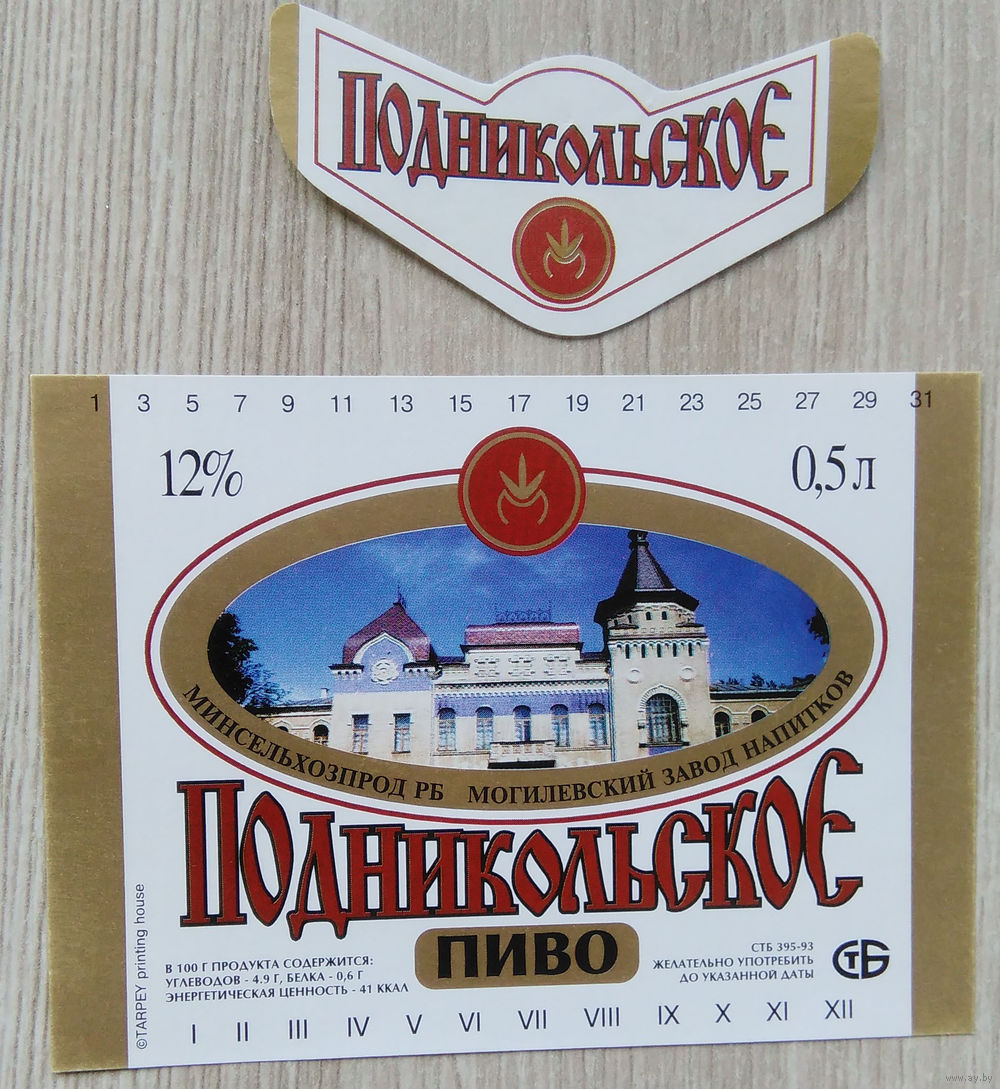 Подникольское
1 3 5 7 9 11 13 15 17 19 21 23 25 27 29 31
12%
0,5 л
МИНСЕЛЬХОЗПРОД РБ МОГИЛЕВСКИЙ ЗАВОД НАПИТКОВ
Подникольское
ПИВО
©TARPEY printing house
В 100 Г ПРОДУКТА СОДЕРЖИТСЯ:
УГЛЕВОДОВ - 4.9 Г, БЕЛКА - 0,6 Г
ЭНЕРГЕТИЧЕСКАЯ ЦЕННОСТЬ - 41 ККАЛ
СТБ 395-93
ЖЕЛАТЕЛЬНО УПОТРЕБИТЬ
ДО УКАЗАННОЙ ДАТЫ
СТБ
I II III IV V VI VII VIII IX X XI XII
www.ay.by